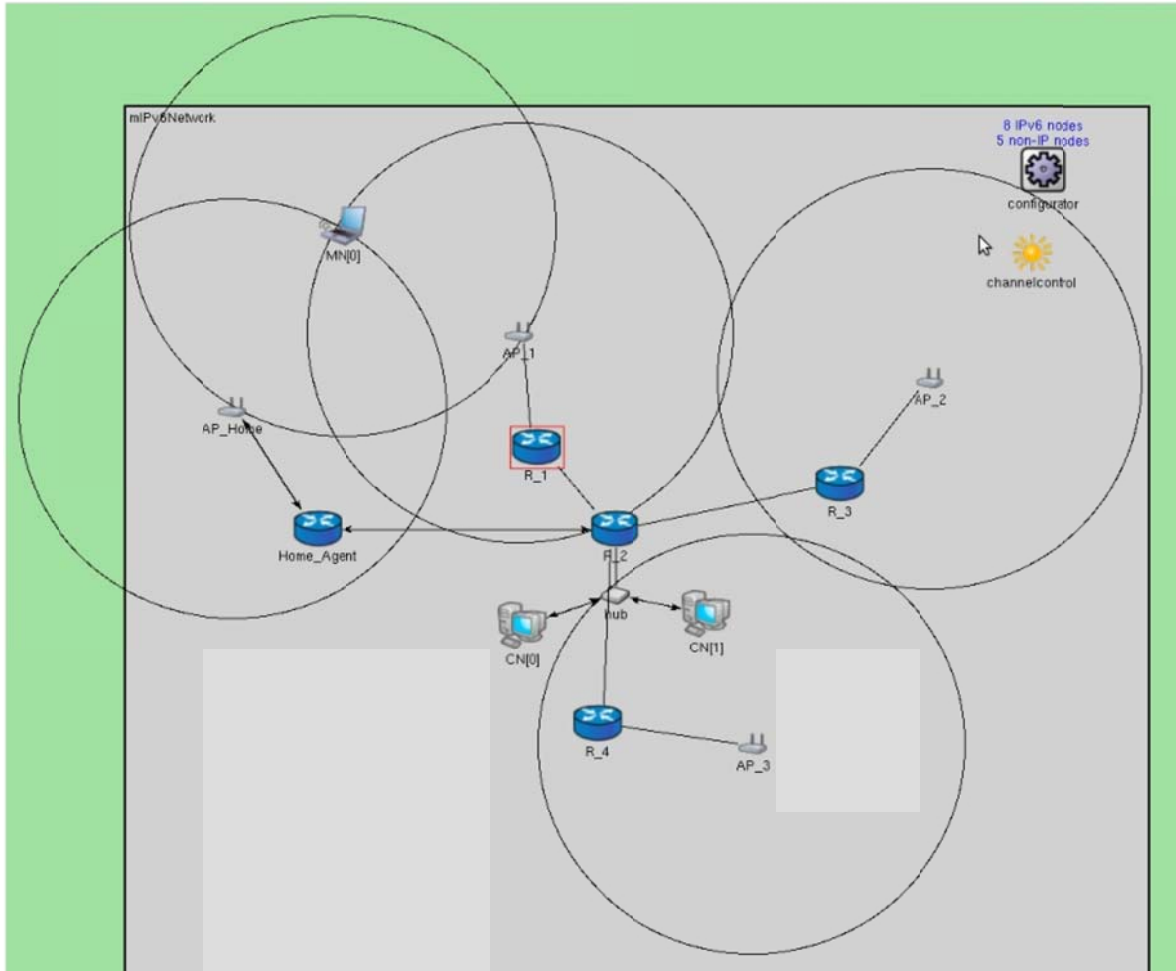 mIPv6Network
8 IPv6 nodes
5 non-IP nodes
configurator
channelcontrol
MN[0]
AP_1
AP_2
AP_Home
R_1
R_3
Home_Agent
R_2
hub
CN[0]
CN[1]
R_4
AP_3